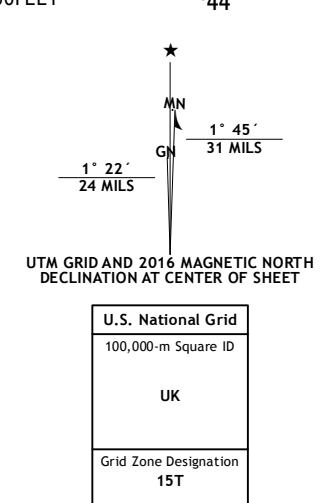 44
MN
1° 45´
GN
31 MILS
1° 22´
24 MILS
UTM GRID AND 2016 MAGNETIC NORTH
DECLINATION AT CENTER OF SHEET
U.S. National Grid
100,000-m Square ID
UK
Grid Zone Designation
15T